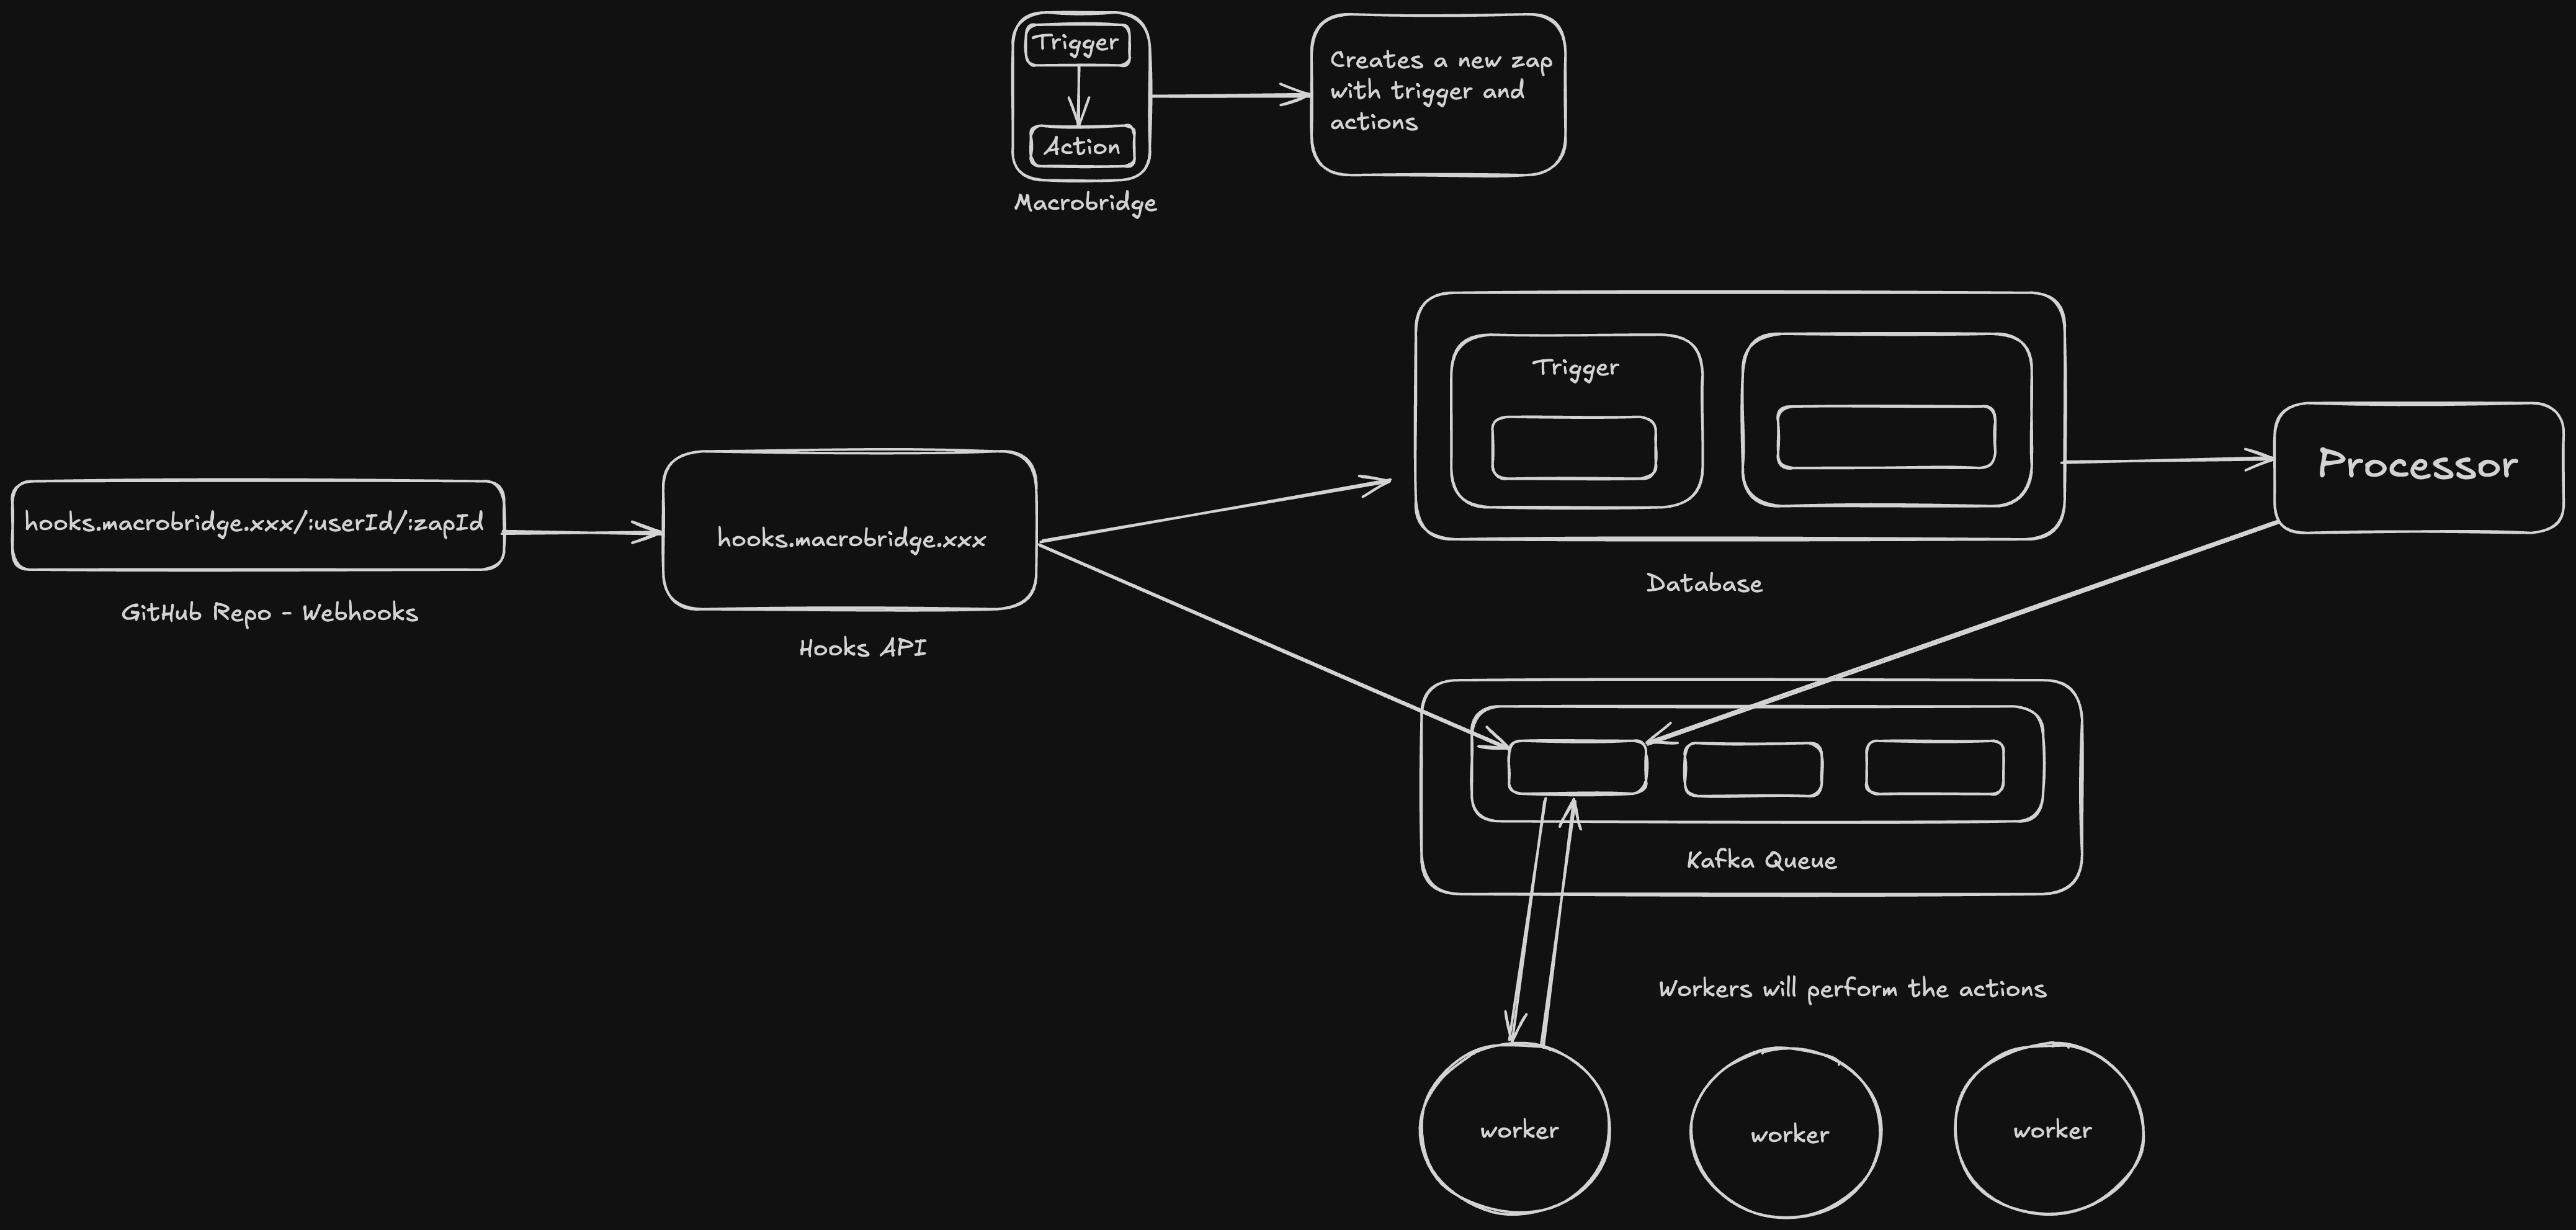 Trigger
Action
Macrobridge
Creates a new zap
with trigger and
actions
Trigger
Database
Processor
hooks.macrobridge.xxx/:userId/:zapId
GitHub Repo - Webhooks
hooks.macrobridge.xxx
Hooks API
Kafka Queue
Workers will perform the actions
worker
worker
worker